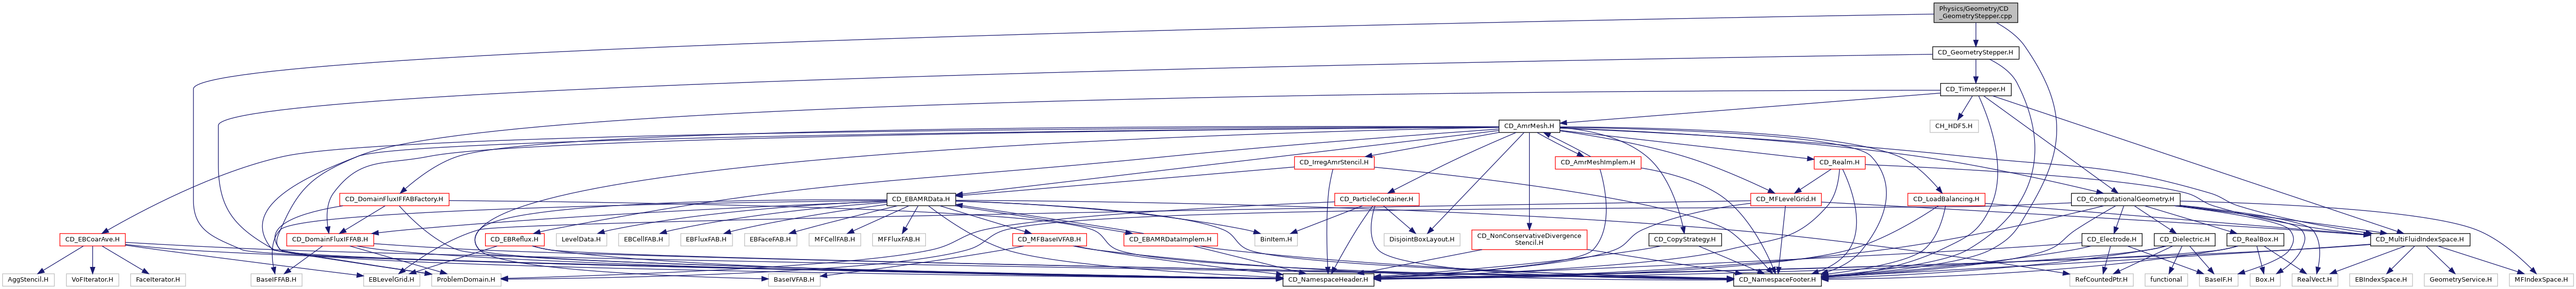 Physics/Geometry/CD
_GeometryStepper.cpp
CD_GeometryStepper.H
CD_TimeStepper.H
CD_AmrMesh.H
CH_HDF5.H
CD_IrregAmrStencil.H
CD_AmrMeshImplem.H
CD_Realm.H
CD_DomainFluxIFFABFactory.H
CD_EBAMRData.H
CD_ParticleContainer.H
CD_MFLevelGrid.H
CD_LoadBalancing.H
CD_ComputationalGeometry.H
CD_EBCoarAve.H
CD_DomainFluxIFFAB.H
CD_EBReflux.H
LevelData.H
EBCellFAB.H
EBFluxFAB.H
EBFaceFAB.H
MFCellFAB.H
MFFluxFAB.H
CD_MFBaseIVFAB.H
CD_EBAMRDataImplem.H
BinItem.H
DisjointBoxLayout.H
CD_NonConservativeDivergence
Stencil.H
CD_CopyStrategy.H
CD_Electrode.H
CD_Dielectric.H
CD_RealBox.H
CD_MultiFluidIndexSpace.H
AggStencil.H
VoFIterator.H
FaceIterator.H
BaseIFFAB.H
EBLevelGrid.H
ProblemDomain.H
BaseIVFAB.H
CD_NamespaceHeader.H
CD_NamespaceFooter.H
RefCountedPtr.H
functional
BaseIF.H
Box.H
RealVect.H
EBIndexSpace.H
GeometryService.H
MFIndexSpace.H